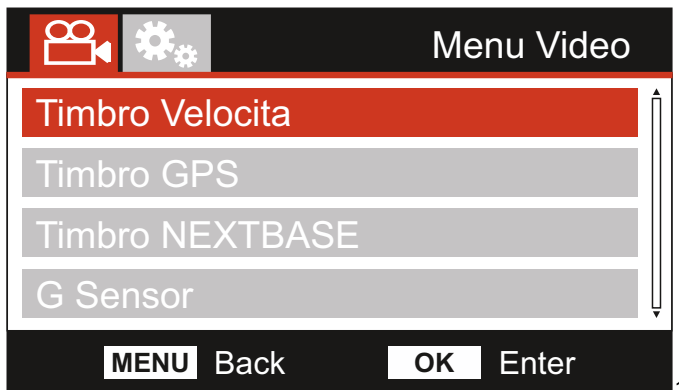 Menu Video
Timbro Velocita
Timbro GPS
Timbro NEXTBASE
G Sensor
MENU Back OK Enter